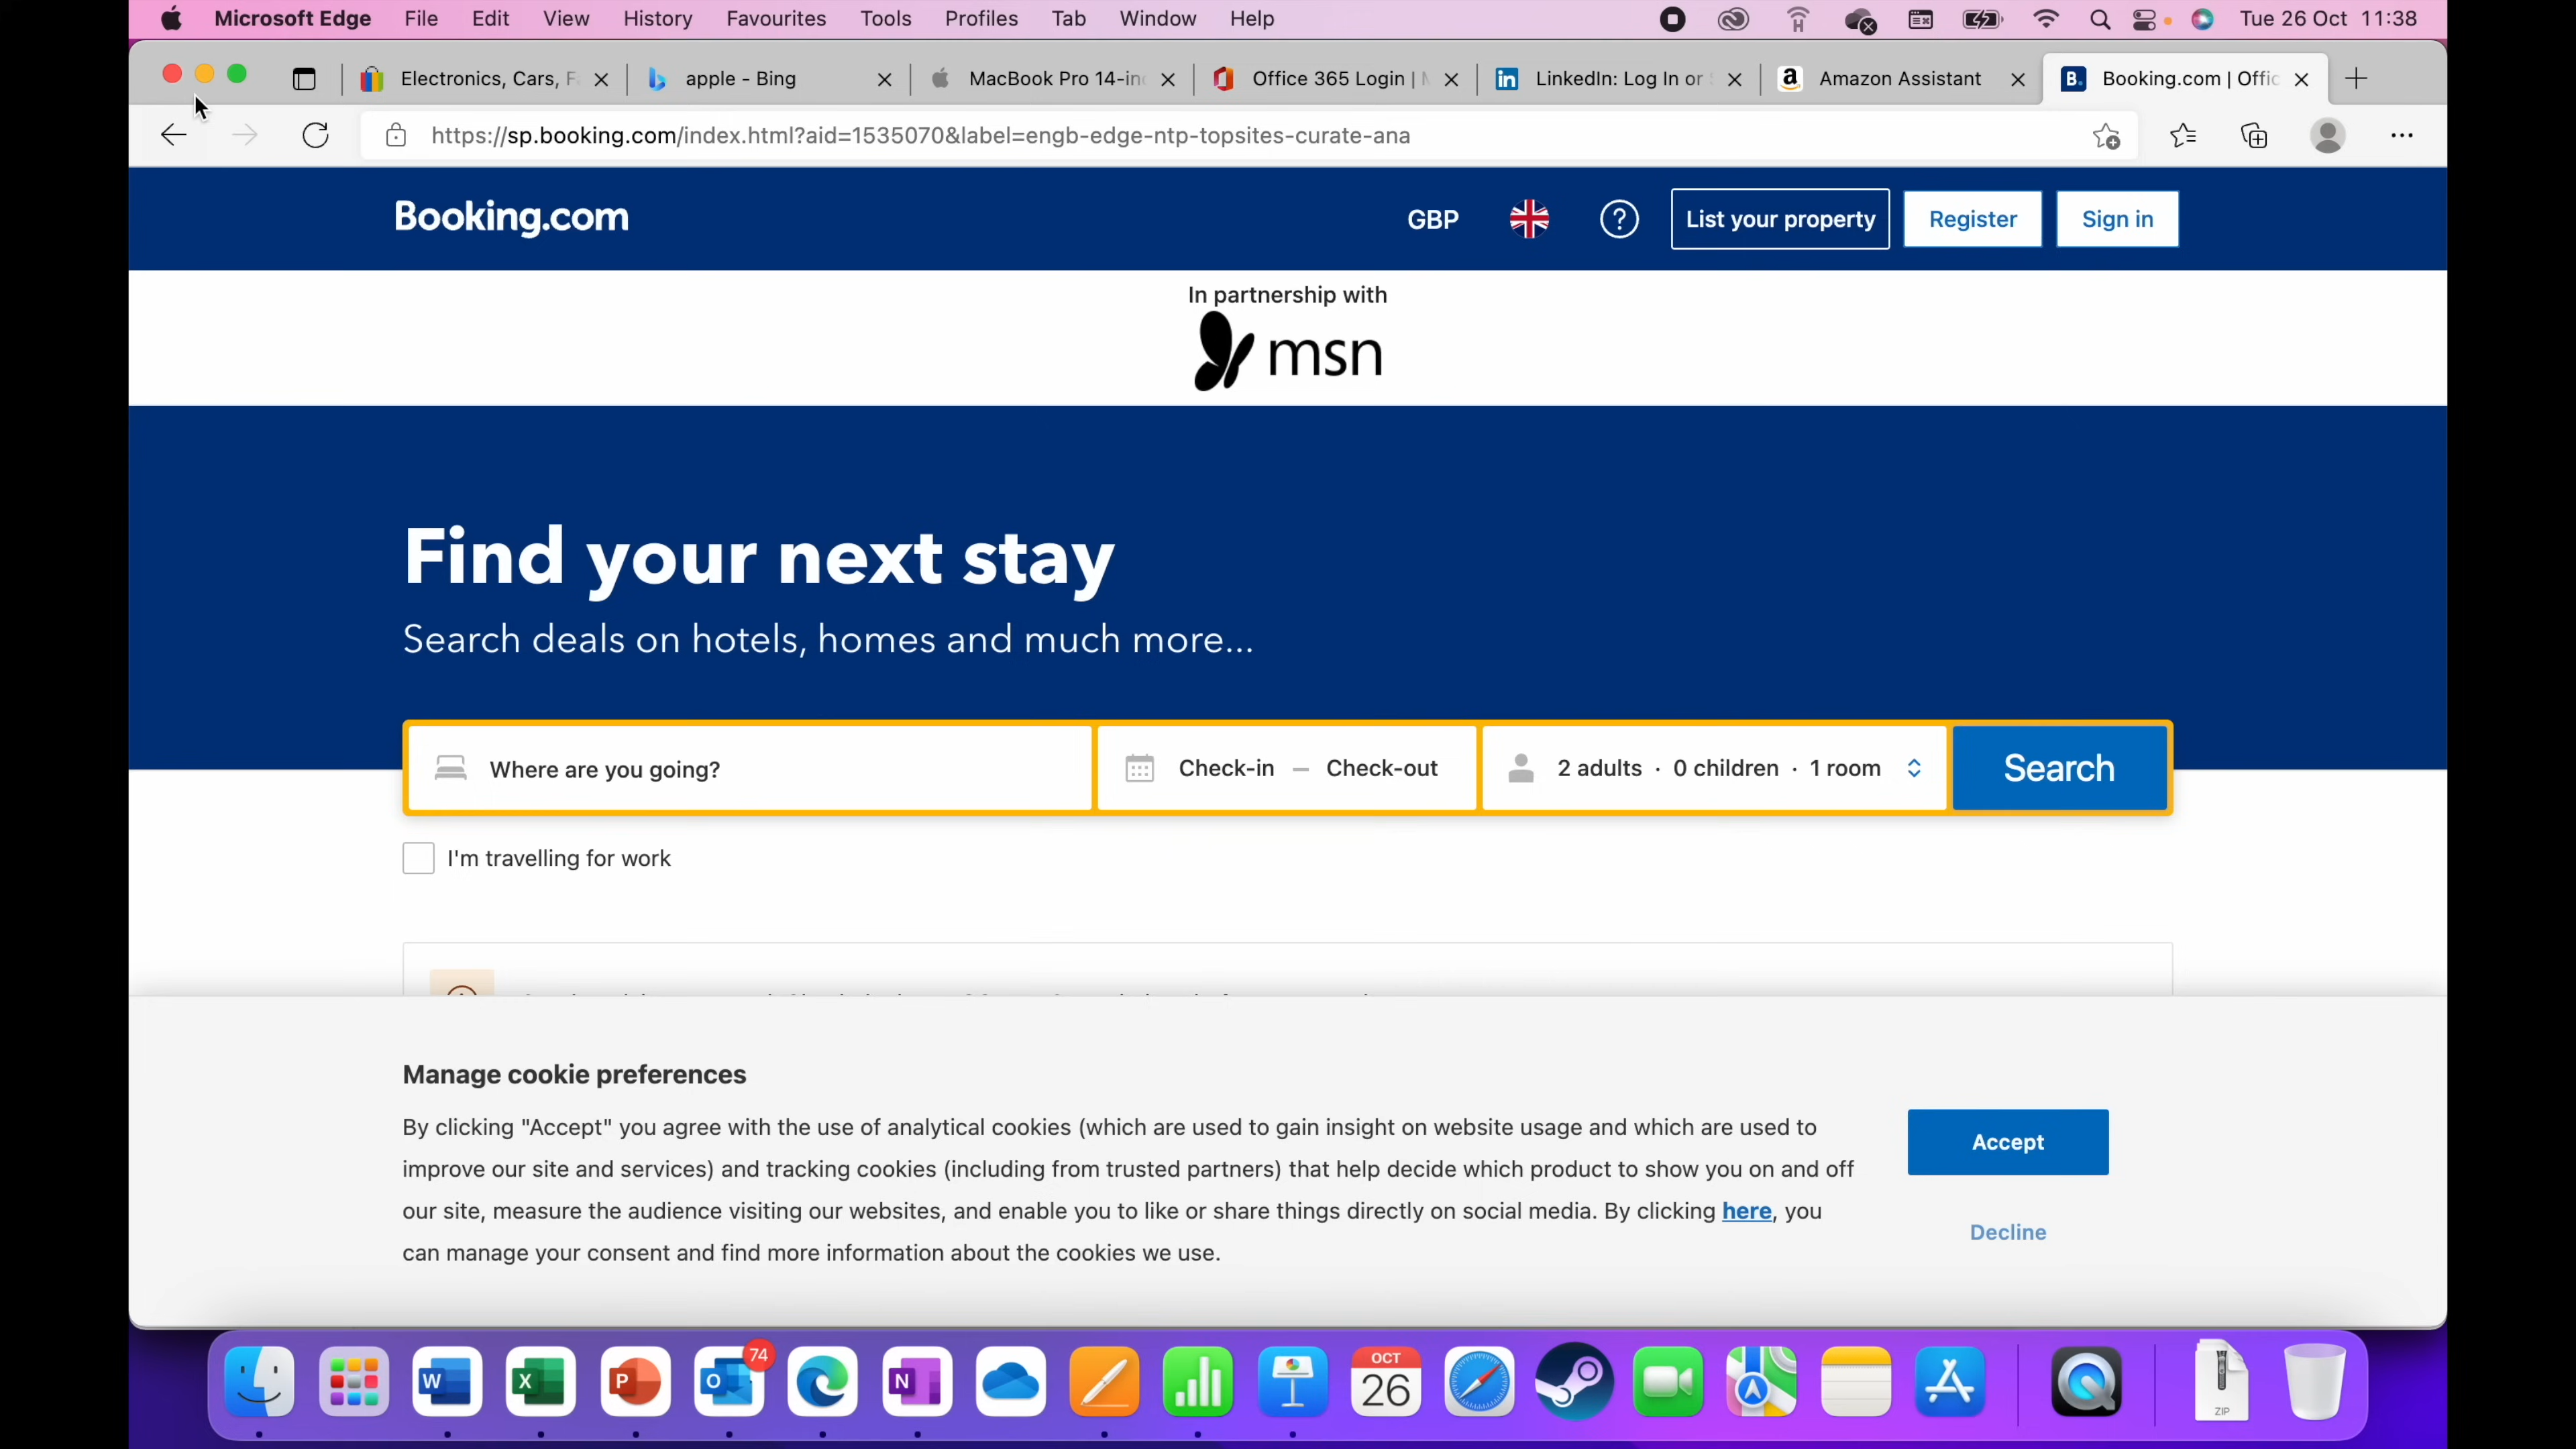 Microsoft Edge File Edit View History Favourites Tools Profiles Tab Window Help Tue 26 Oct 11:38
Electronics, Cars, F apple - Bing MacBook Pro 14-in Office 365 Login | LinkedIn: Log In or Amazon Assistant B. Booking.com | Offic
https://sp.booking.com/index.html?aid=1535070&label=engb-edge-ntp-topsites-curate-ana
Booking.com GBP ? List your property Register Sign in
In partnership with
msn
Find your next stay
Search deals on hotels, homes and much more...
Where are you going? Check-in — Check-out 2 adults · 0 children · 1 room Search
I'm travelling for work
Manage cookie preferences
By clicking "Accept" you agree with the use of analytical cookies (which are used to gain insight on website usage and which are used to
improve our site and services) and tracking cookies (including from trusted partners) that help decide which product to show you on and off
our site, measure the audience visiting our websites, and enable you to like or share things directly on social media. By clicking here, you
can manage your consent and find more information about the cookies we use.
Accept
Decline
74
W X P O N OCT
26
ZIP